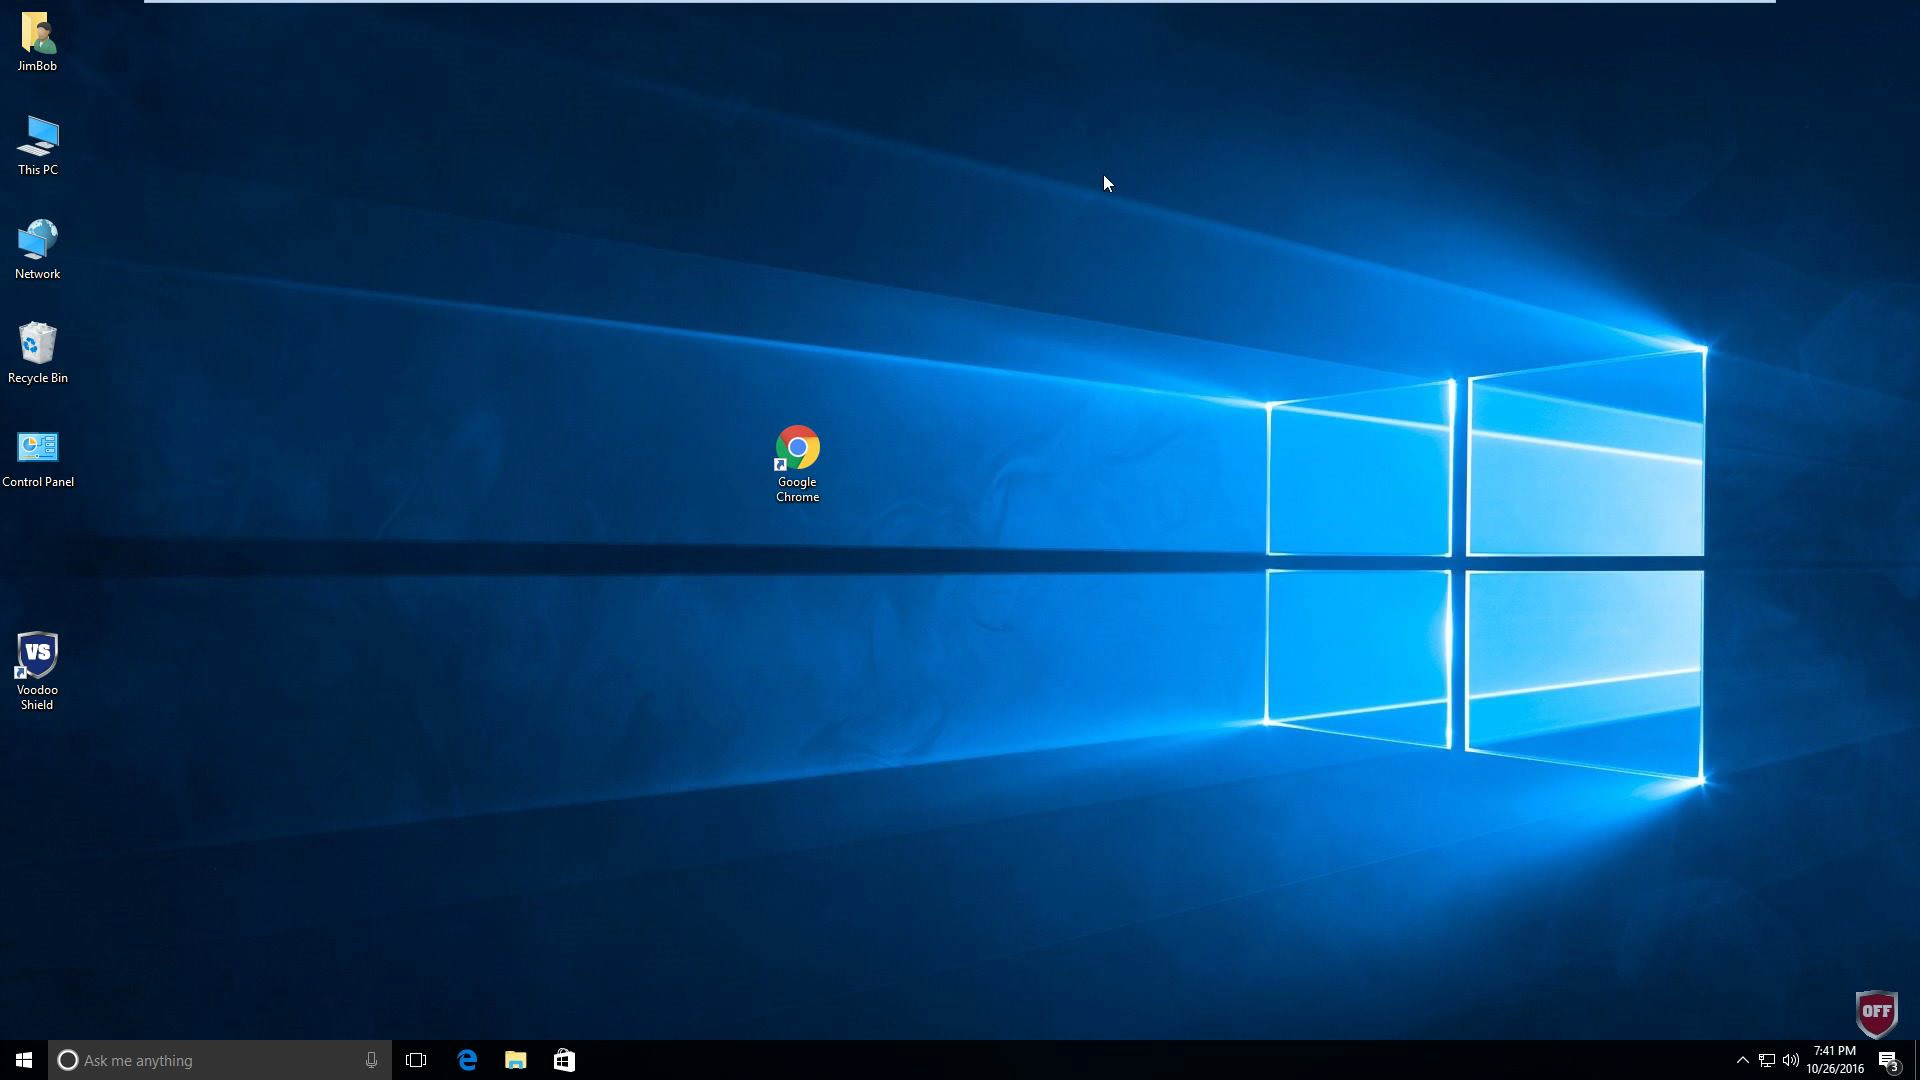 JimBob
This PC
Network
Recycle Bin
Control Panel
Google
Chrome
VS
Voodoo
Shield
OFF
Ask me anything
7:41 PM
10/26/2016
3